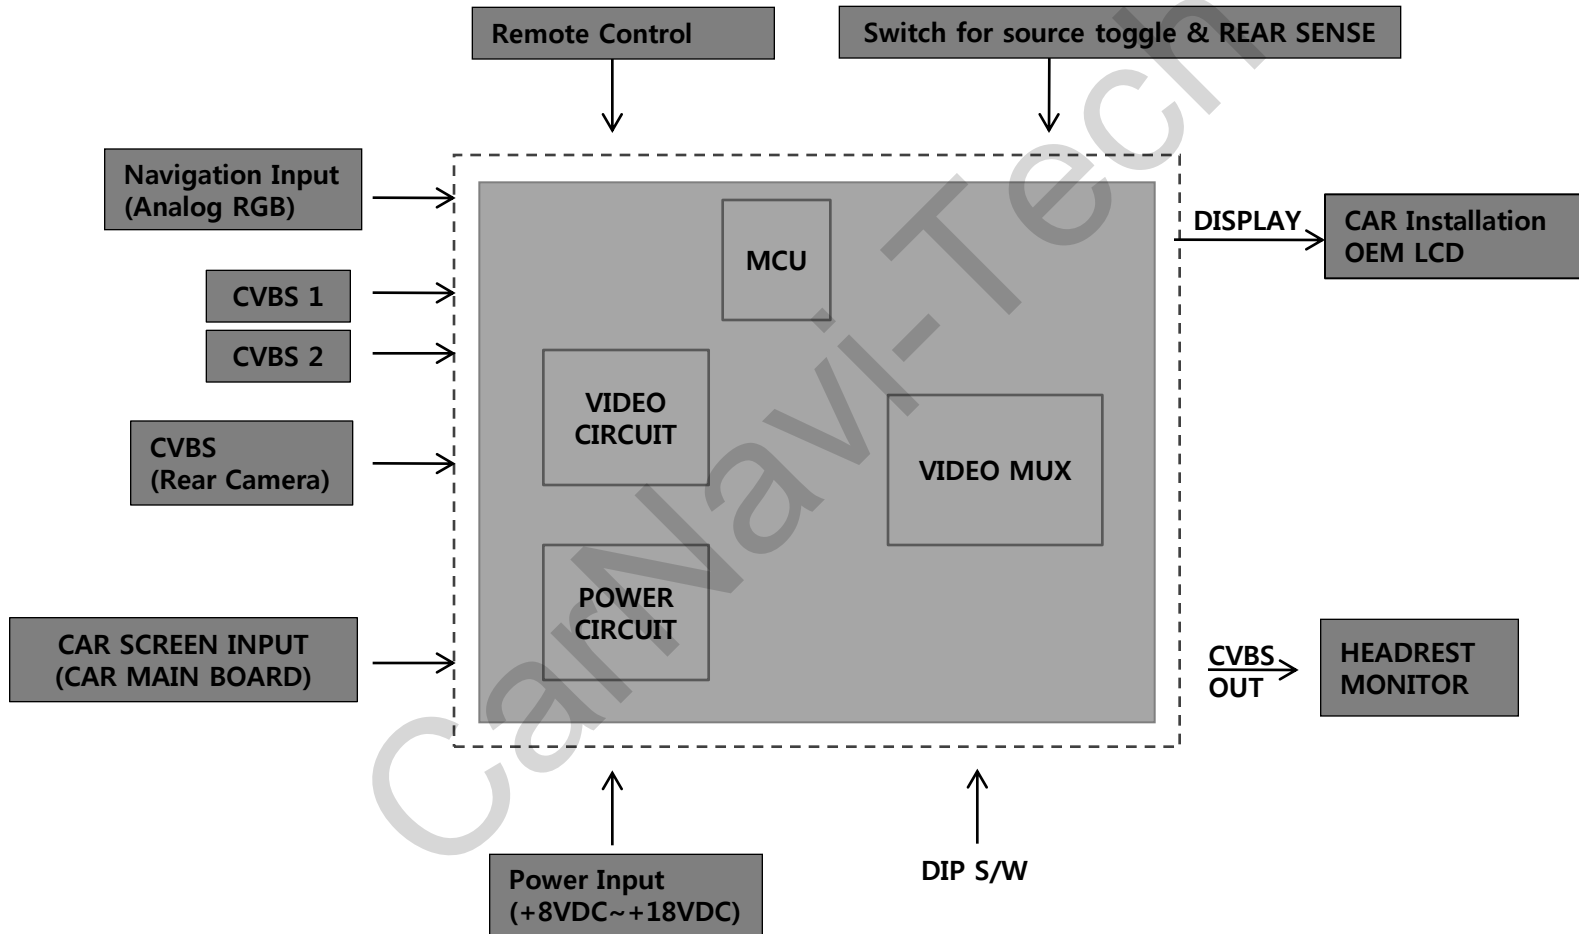 Remote Control
Switch for source toggle & REAR SENSE
Navigation Input
(Analog RGB)
CVBS 1
CVBS 2
CVBS
(Rear Camera)
CAR SCREEN INPUT
(CAR MAIN BOARD)
MCU
VIDEO
CIRCUIT
VIDEO MUX
POWER
CIRCUIT
DISPLAY
CAR Installation
OEM LCD
CVBS
OUT
HEADREST
MONITOR
Power Input
(+8VDC~+18VDC)
DIP S/W
CarNavi-Tech